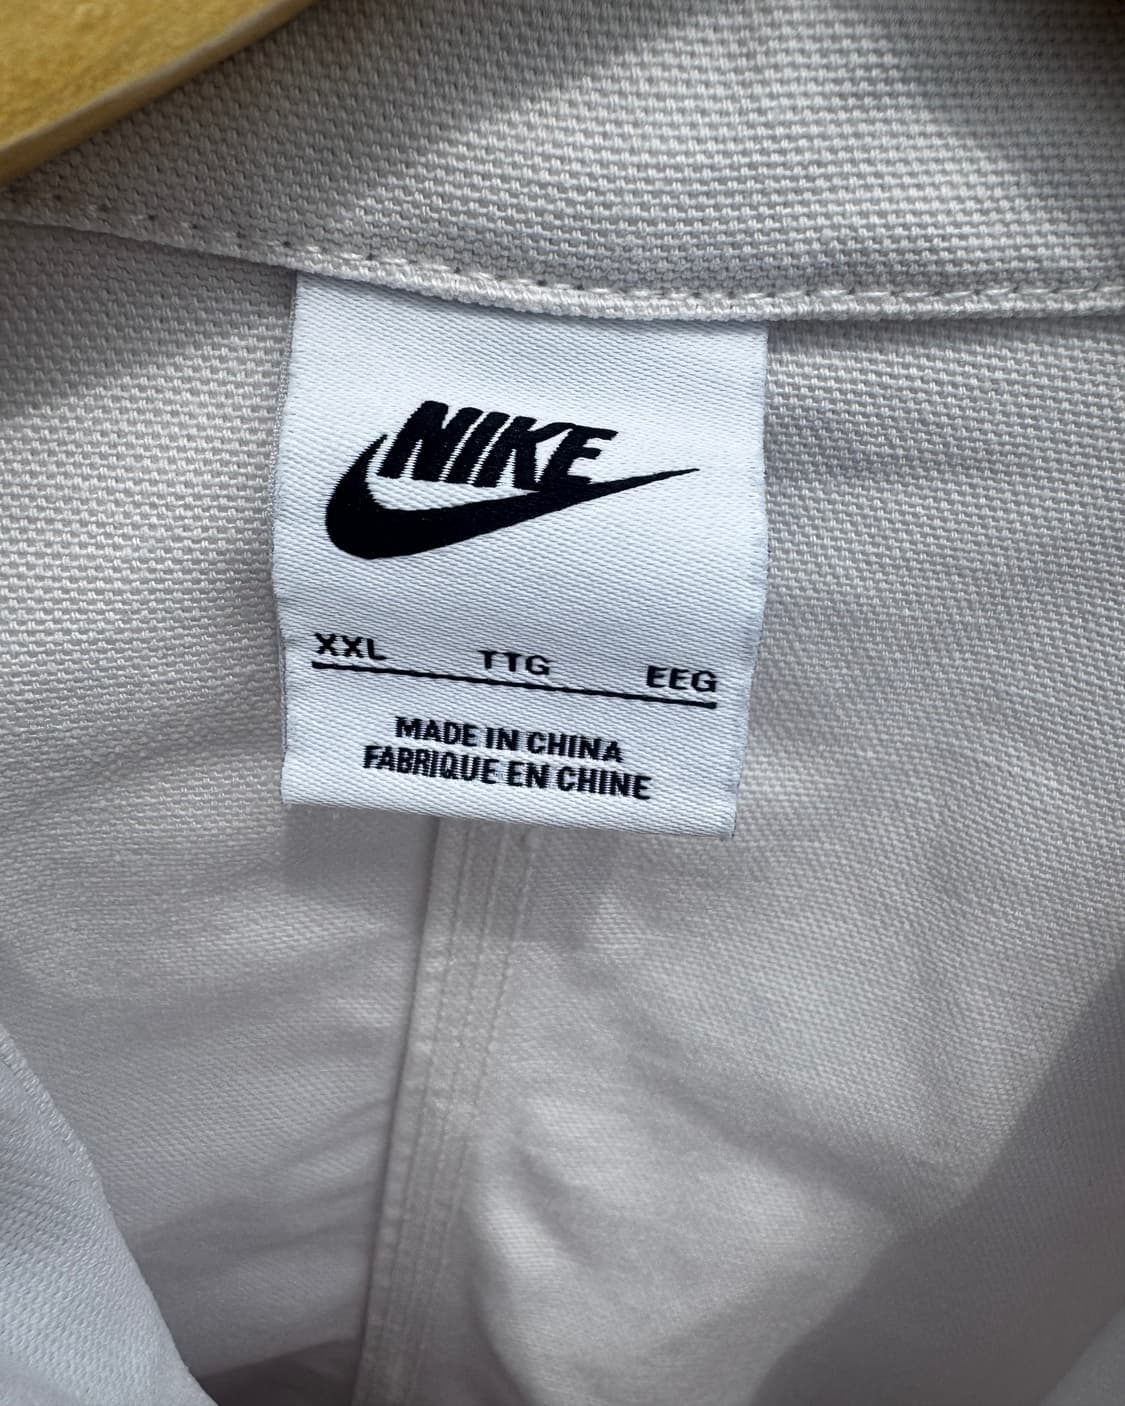 NIKE
XXL TTG EEG
MADE IN CHINA
FABRIQUE EN CHINE